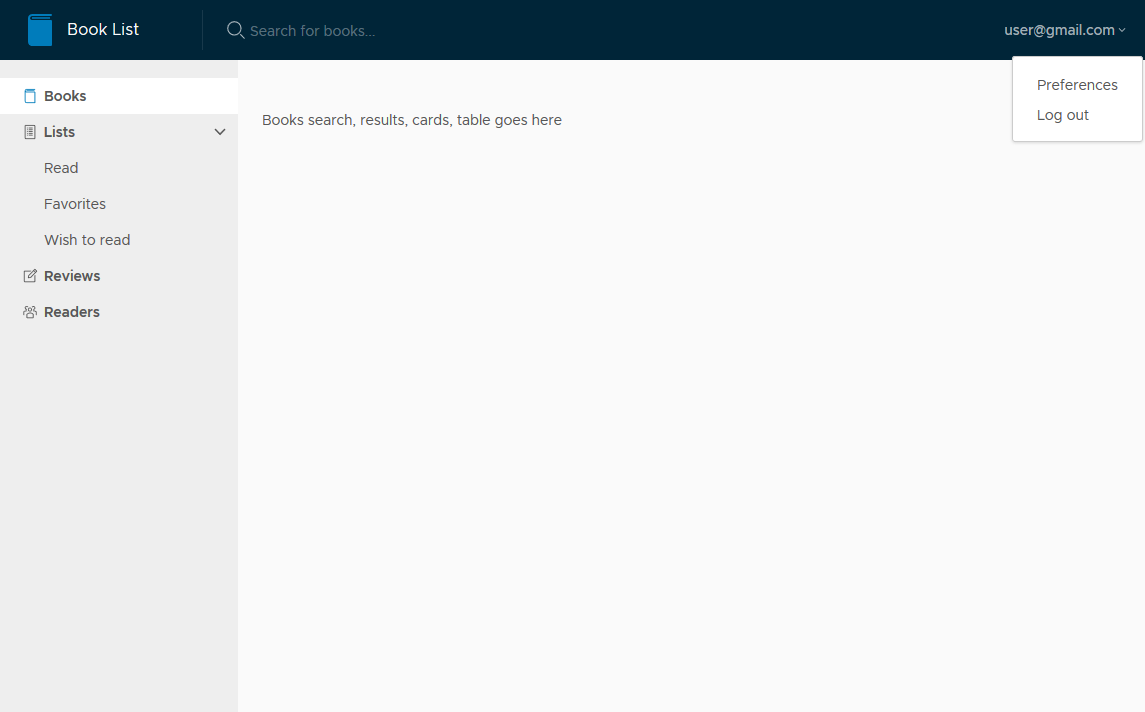 Book List
Search for books...
user@gmail.com
Preferences
Log out
Books
Lists
Read
Favorites
Wish to read
Reviews
Readers
Books search, results, cards, table goes here